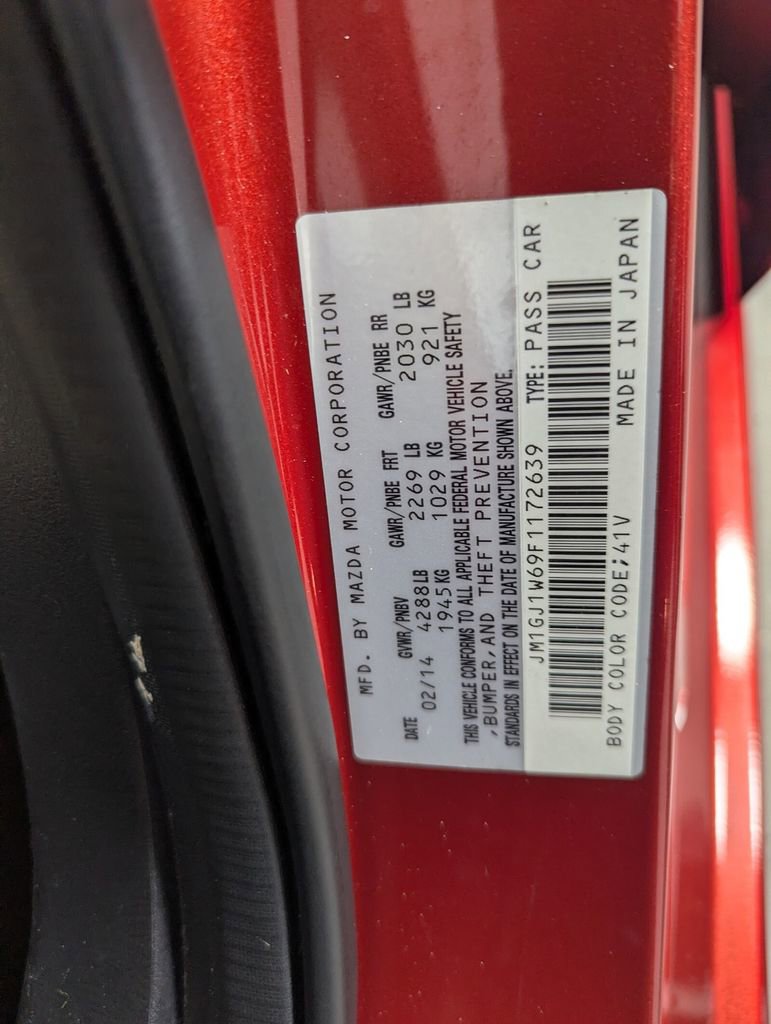 MFD. BY MAZDA MOTOR CORPORATION
DATE GVWR/PNBV GAWR/PNBE FRT GAWR/PNBE RR
02/14 4288LB 2269 LB 2030 LB
1945KG 1029 KG 921 KG
THIS VEHICLE CONFORMS TO ALL APPLICABLE FEDERAL MOTOR VEHICLE SAFETY
,BUMPER,AND THEFT PREVENTION
STANDARDS IN EFFECT ON THE DATE OF MANUFACTURE SHOWN ABOVE.
JM1GJ1W69F1172639 TYPE: PASS CAR
BODY COLOR CODE;41V MADE IN JAPAN